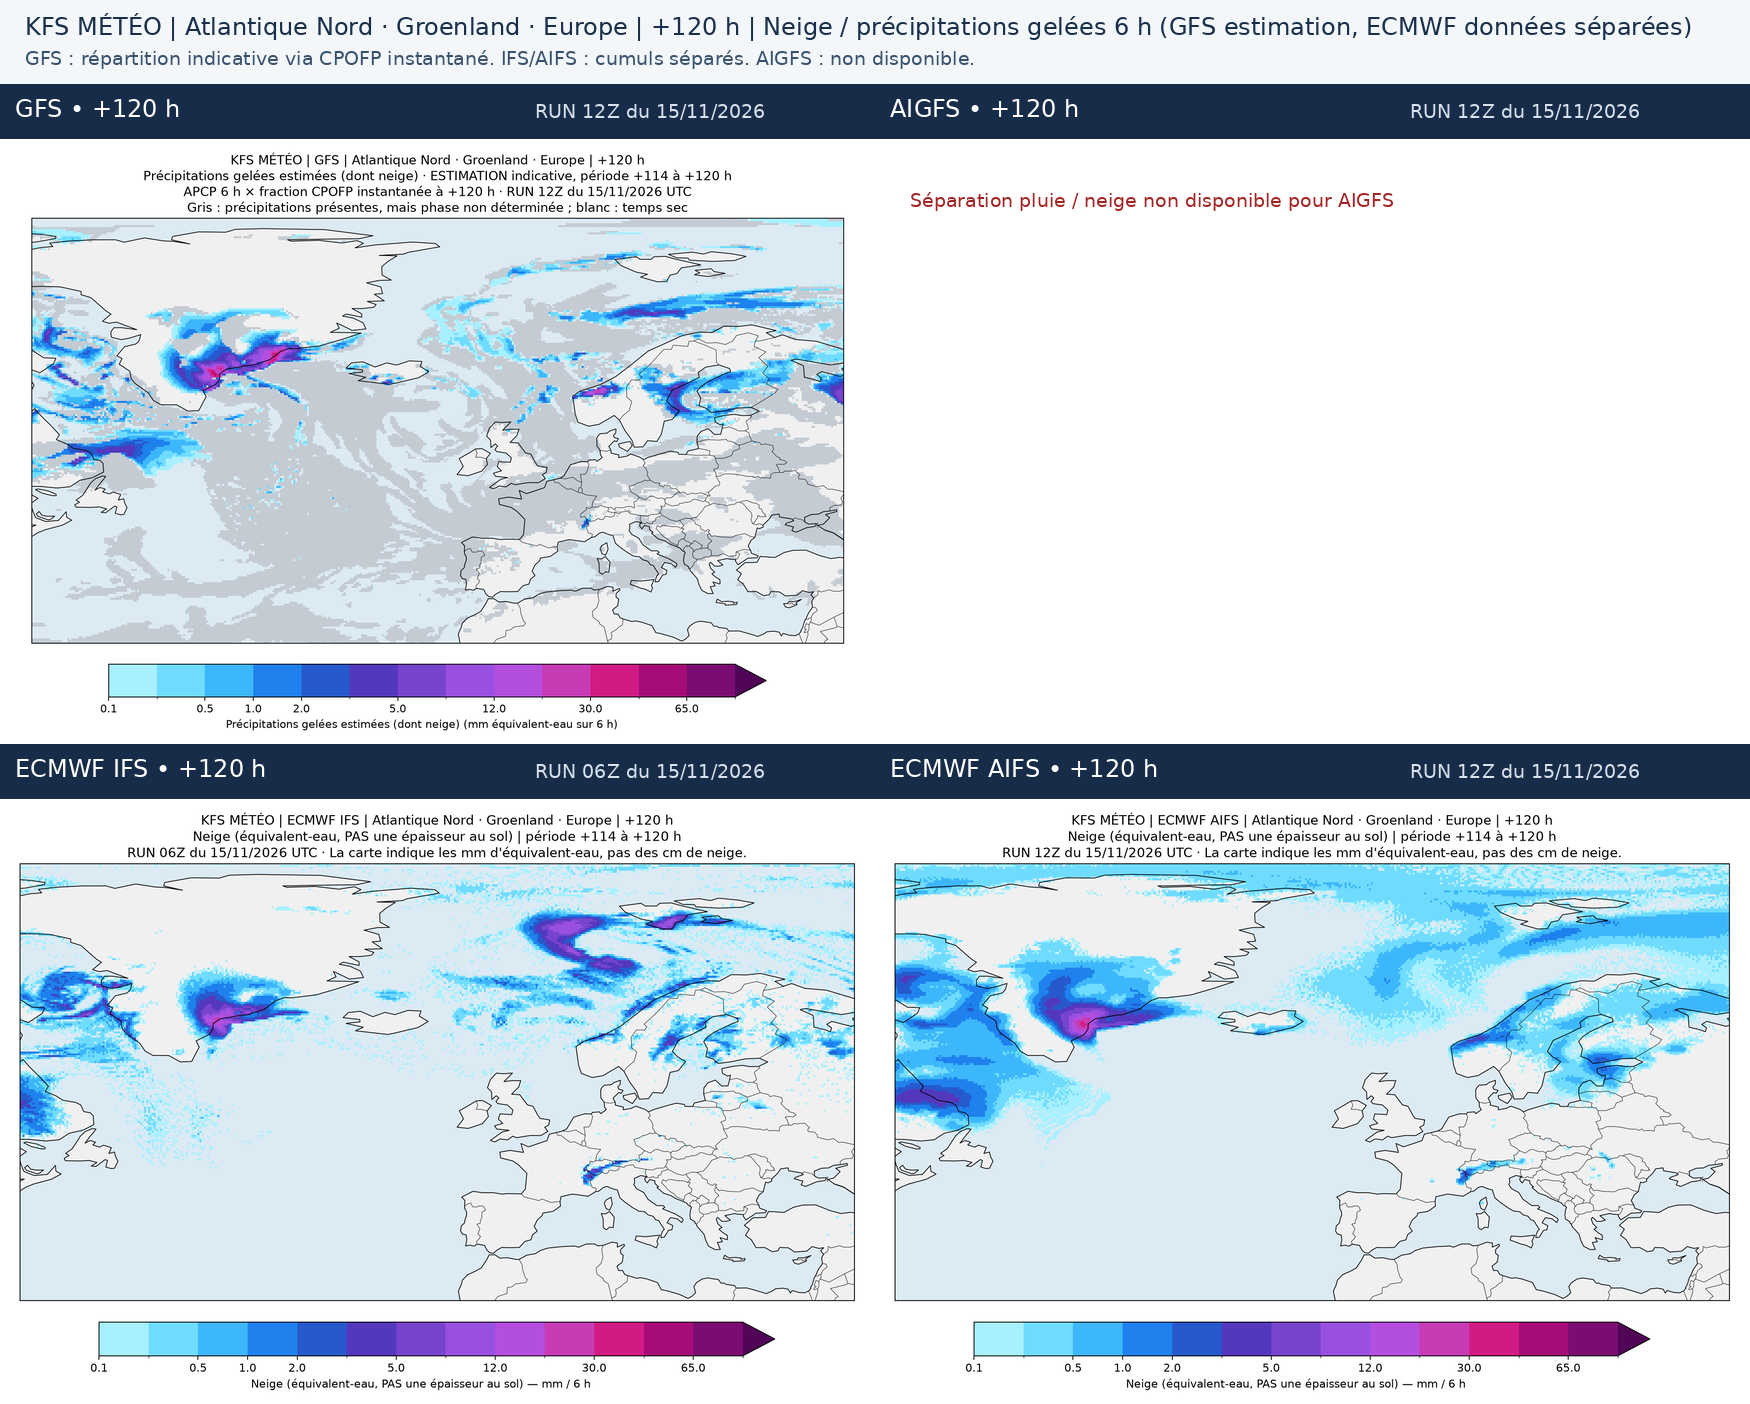 KFS MÉTÉO | Atlantique Nord · Groenland · Europe | +120 h | Neige / précipitations gelées 6 h (GFS estimation, ECMWF données séparées)
GFS : répartition indicative via CPOFP instantané. IFS/AIFS : cumuls séparés. AIGFS : non disponible.
GFS • +120 h
RUN 12Z du 15/11/2026
AIGFS • +120 h
RUN 12Z du 15/11/2026
KFS MÉTÉO | GFS | Atlantique Nord · Groenland · Europe | +120 h
Précipitations gelées estimées (dont neige) · ESTIMATION indicative, période +114 à +120 h
APCP 6 h × fraction CPOFP instantanée à +120 h · RUN 12Z du 15/11/2026 UTC
Gris : précipitations présentes, mais phase non déterminée ; blanc : temps sec
Séparation pluie / neige non disponible pour AIGFS
0.1 0.5 1.0 2.0 5.0 12.0 30.0 65.0
Précipitations gelées estimées (dont neige) (mm équivalent-eau sur 6 h)
ECMWF IFS • +120 h
RUN 06Z du 15/11/2026
ECMWF AIFS • +120 h
RUN 12Z du 15/11/2026
KFS MÉTÉO | ECMWF IFS | Atlantique Nord · Groenland · Europe | +120 h
Neige (équivalent-eau, PAS une épaisseur au sol) | période +114 à +120 h
RUN 06Z du 15/11/2026 UTC · La carte indique les mm d'équivalent-eau, pas des cm de neige.
0.1 0.5 1.0 2.0 5.0 12.0 30.0 65.0
Neige (équivalent-eau, PAS une épaisseur au sol) — mm / 6 h
KFS MÉTÉO | ECMWF AIFS | Atlantique Nord · Groenland · Europe | +120 h
Neige (équivalent-eau, PAS une épaisseur au sol) | période +114 à +120 h
RUN 12Z du 15/11/2026 UTC · La carte indique les mm d'équivalent-eau, pas des cm de neige.
0.1 0.5 1.0 2.0 5.0 12.0 30.0 65.0
Neige (équivalent-eau, PAS une épaisseur au sol) — mm / 6 h